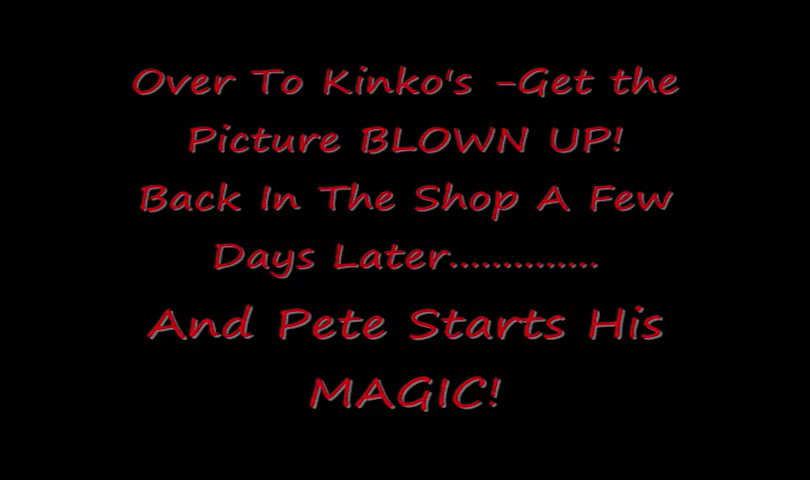 Over To Kinko's -Get the
Picture BLOWN UP!
Back In The Shop A Few
Days Later..............
And Pete Starts His
MAGIC!